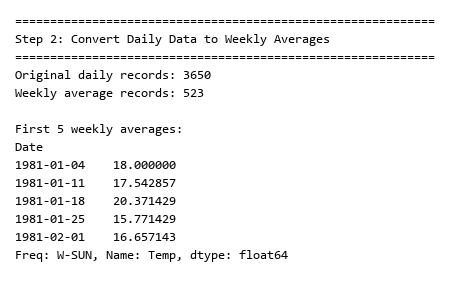 ============================================================
Step 2: Convert Daily Data to Weekly Averages
============================================================
Original daily records: 3650
Weekly average records: 523

First 5 weekly averages:
Date
1981-01-04    18.000000
1981-01-11    17.542857
1981-01-18    20.371429
1981-01-25    15.771429
1981-02-01    16.657143
Freq: W-SUN, Name: Temp, dtype: float64